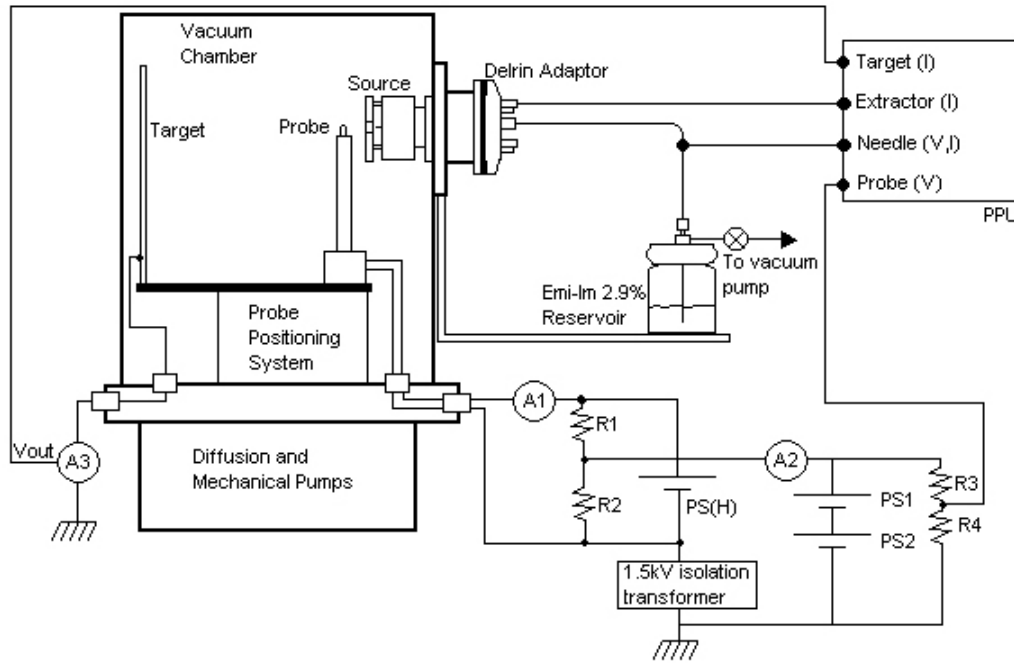 Vacuum
Chamber
Source
Delrin Adaptor
Target
Probe
Target (I)
Extractor (I)
Needle (V,I)
Probe (V)
PPU
To vacuum
pump
Emi-Im 2.9%
Reservoir
Probe
Positioning
System
Vout
A3
Diffusion and
Mechanical Pumps
A1
R1
R2
PS(H)
A2
PS1
PS2
R3
R4
1.5kV isolation
transformer